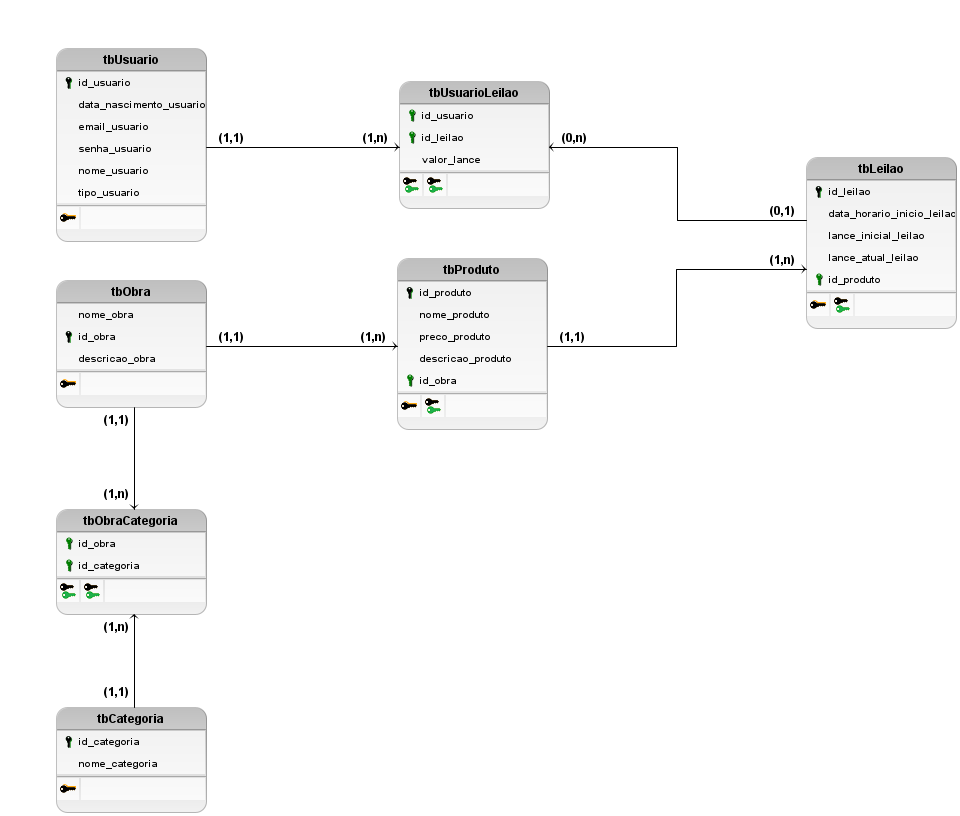 tbUsuario
id_usuario
data_nascimento_usuario
email_usuario
senha_usuario
nome_usuario
tipo_usuario
(1,1)
(1,n)
tbUsuarioLeilao
id_usuario
id_leilao
valor_lance
(0,n)
(0,1)
tbLeilao
id_leilao
data_horario_inicio_leilac
lance_inicial_leilao
lance_atual_leilao
id_produto
tbObra
nome_obra
id_obra
descricao_obra
(1,1)
(1,n)
tbProduto
id_produto
nome_produto
preco_produto
descricao_produto
id_obra
(1,1)
(1,n)
(1,1)
(1,n)
tbObraCategoria
id_obra
id_categoria
(1,n)
(1,1)
tbCategoria
id_categoria
nome_categoria